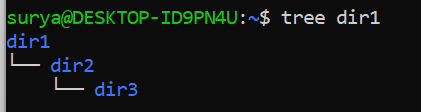 surya@DESKTOP-ID9PN4U:~$ tree dir1
dir1
└── dir2
    └── dir3